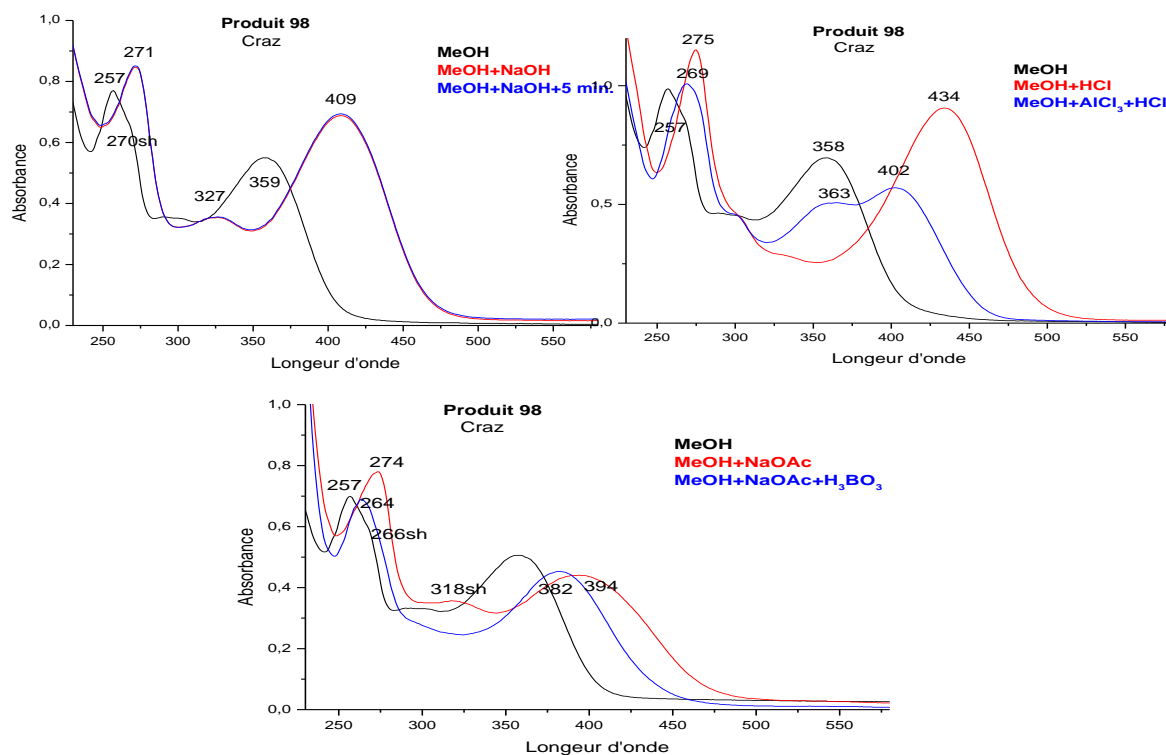 Produit 98
Craz
MeOH
MeOH+NaOH
MeOH+NaOH+5 min.
257
271
270sh
327
359
409
1,0
0,8
0,6
0,4
0,2
0,0
250 300 350 400 450 500 550
Absorbance
Longeur d'onde
Produit 98
Craz
MeOH
MeOH+HCl
MeOH+AlCl3+HCl
275
269
257
358
363
402
434
1,0
0,5
0,0
250 300 350 400 450 500 550
Absorbance
Longeur d'onde
Produit 98
Craz
MeOH
MeOH+NaOAc
MeOH+NaOAc+H3BO3
274
257
264
266sh
318sh
382
394
1,0
0,8
0,6
0,4
0,2
0,0
250 300 350 400 450 500 550
Absorbance
Longeur d'onde